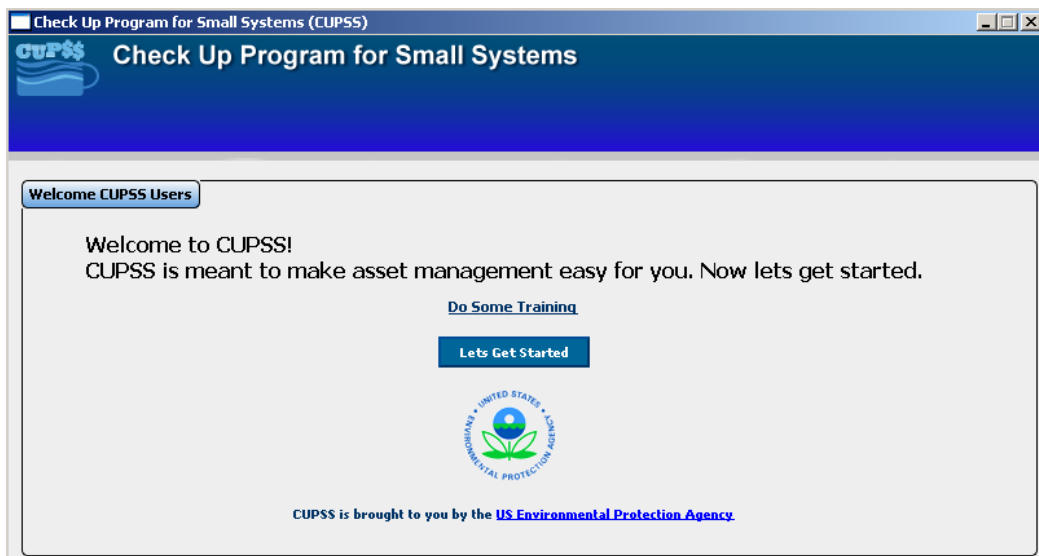 Check Up Program for Small Systems (CUPSS)
CUP$$
Check Up Program for Small Systems
Welcome CUPSS Users
Welcome to CUPSS!
CUPSS is meant to make asset management easy for you. Now lets get started.
Do Some Training
Lets Get Started
UNITED STATES
ENVIRONMENTAL PROTECTION AGENCY
CUPSS is brought to you by the US Environmental Protection Agency